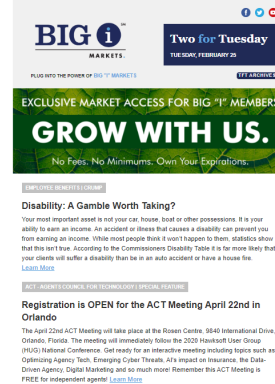 BIG i
MARKETS.
Two for Tuesday
TUESDAY, FEBRUARY 25
PLUG INTO THE POWER OF BIG "I" MARKETS
TFT ARCHIVES
EXCLUSIVE MARKET ACCESS FOR BIG "I" MEMBERS
GROW WITH US.
No Fees. No Minimums. Own Your Expirations.
EMPLOYEE BENEFITS | CRUMP
Disability: A Gamble Worth Taking?
Your most important asset is not your car, house, boat or other possessions. It is your
ability to earn an income. An accident or illness that causes a disability can prevent you
from earning an income. While most people think it won't happen to them, statistics show
that this isn't true. According to the Commissioners Disability Table it is far more likely that
your clients will suffer a disability than be in an auto accident or have a house fire.
Learn More
ACT - AGENTS COUNCIL FOR TECHNOLOGY | SPECIAL FEATURE
Registration is OPEN for the ACT Meeting April 22nd in
Orlando
The April 22nd ACT Meeting will take place at the Rosen Centre, 9840 International Drive,
Orlando, Florida. The meeting will immediately follow the 2020 Hawksoft User Group
(HUG) National Conference. Get ready for an interactive meeting including topics such as
Optimizing Agency Tech, Emerging Cyber Threats, AI's impact on Insurance, the Data-
Driven Agency, Digital Marketing and so much more! Remember this ACT Meeting is
FREE for independent agents! Learn More